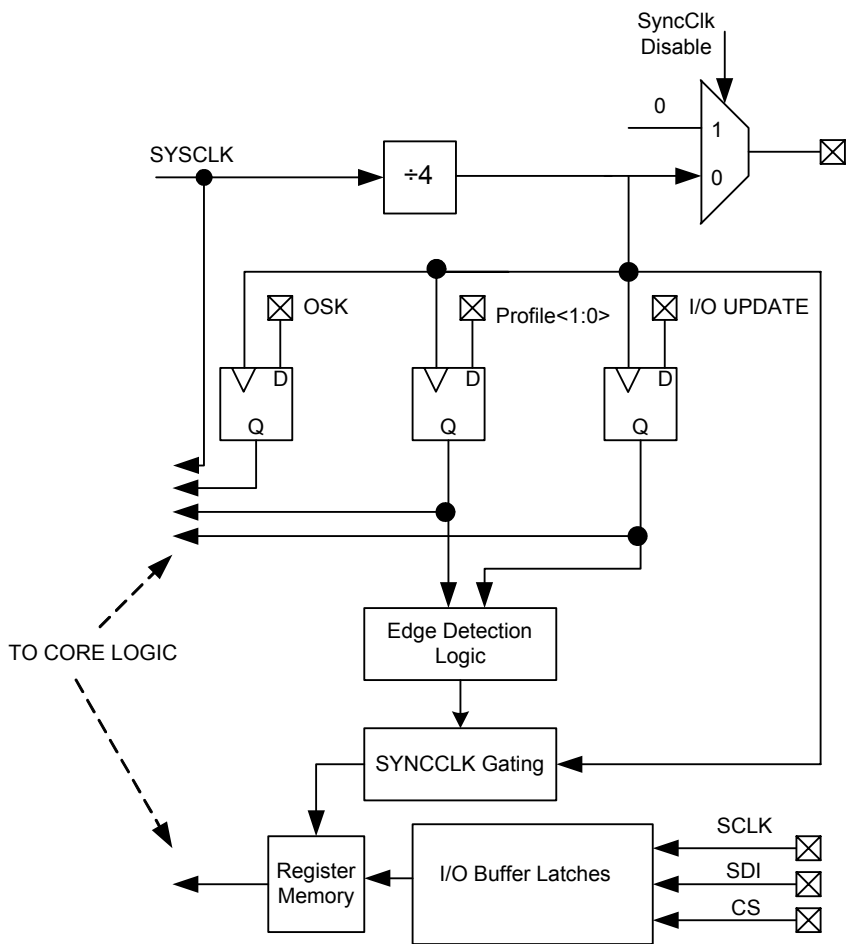 SyncClk
Disable
0
1
SYSCLK
÷4
0
OSK
Profile<1:0>
I/O UPDATE
D
D
D
Q
Q
Q
Edge Detection
Logic
TO CORE LOGIC
SYNCCLK Gating
SCLK
Register
Memory
I/O Buffer Latches
SDI
CS